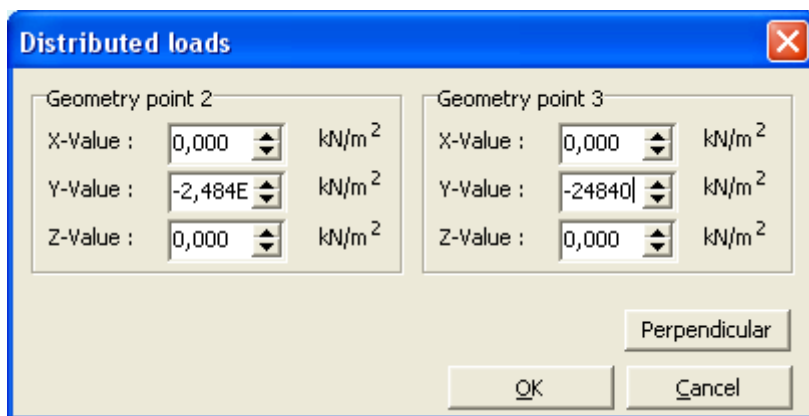 Distributed loads
Geometry point 2 Geometry point 3
X-Value : 0,000 kN/m² X-Value : 0,000 kN/m²
Y-Value : -2,484E kN/m² Y-Value : -24840 kN/m²
Z-Value : 0,000 kN/m² Z-Value : 0,000 kN/m²
Perpendicular
OK Cancel